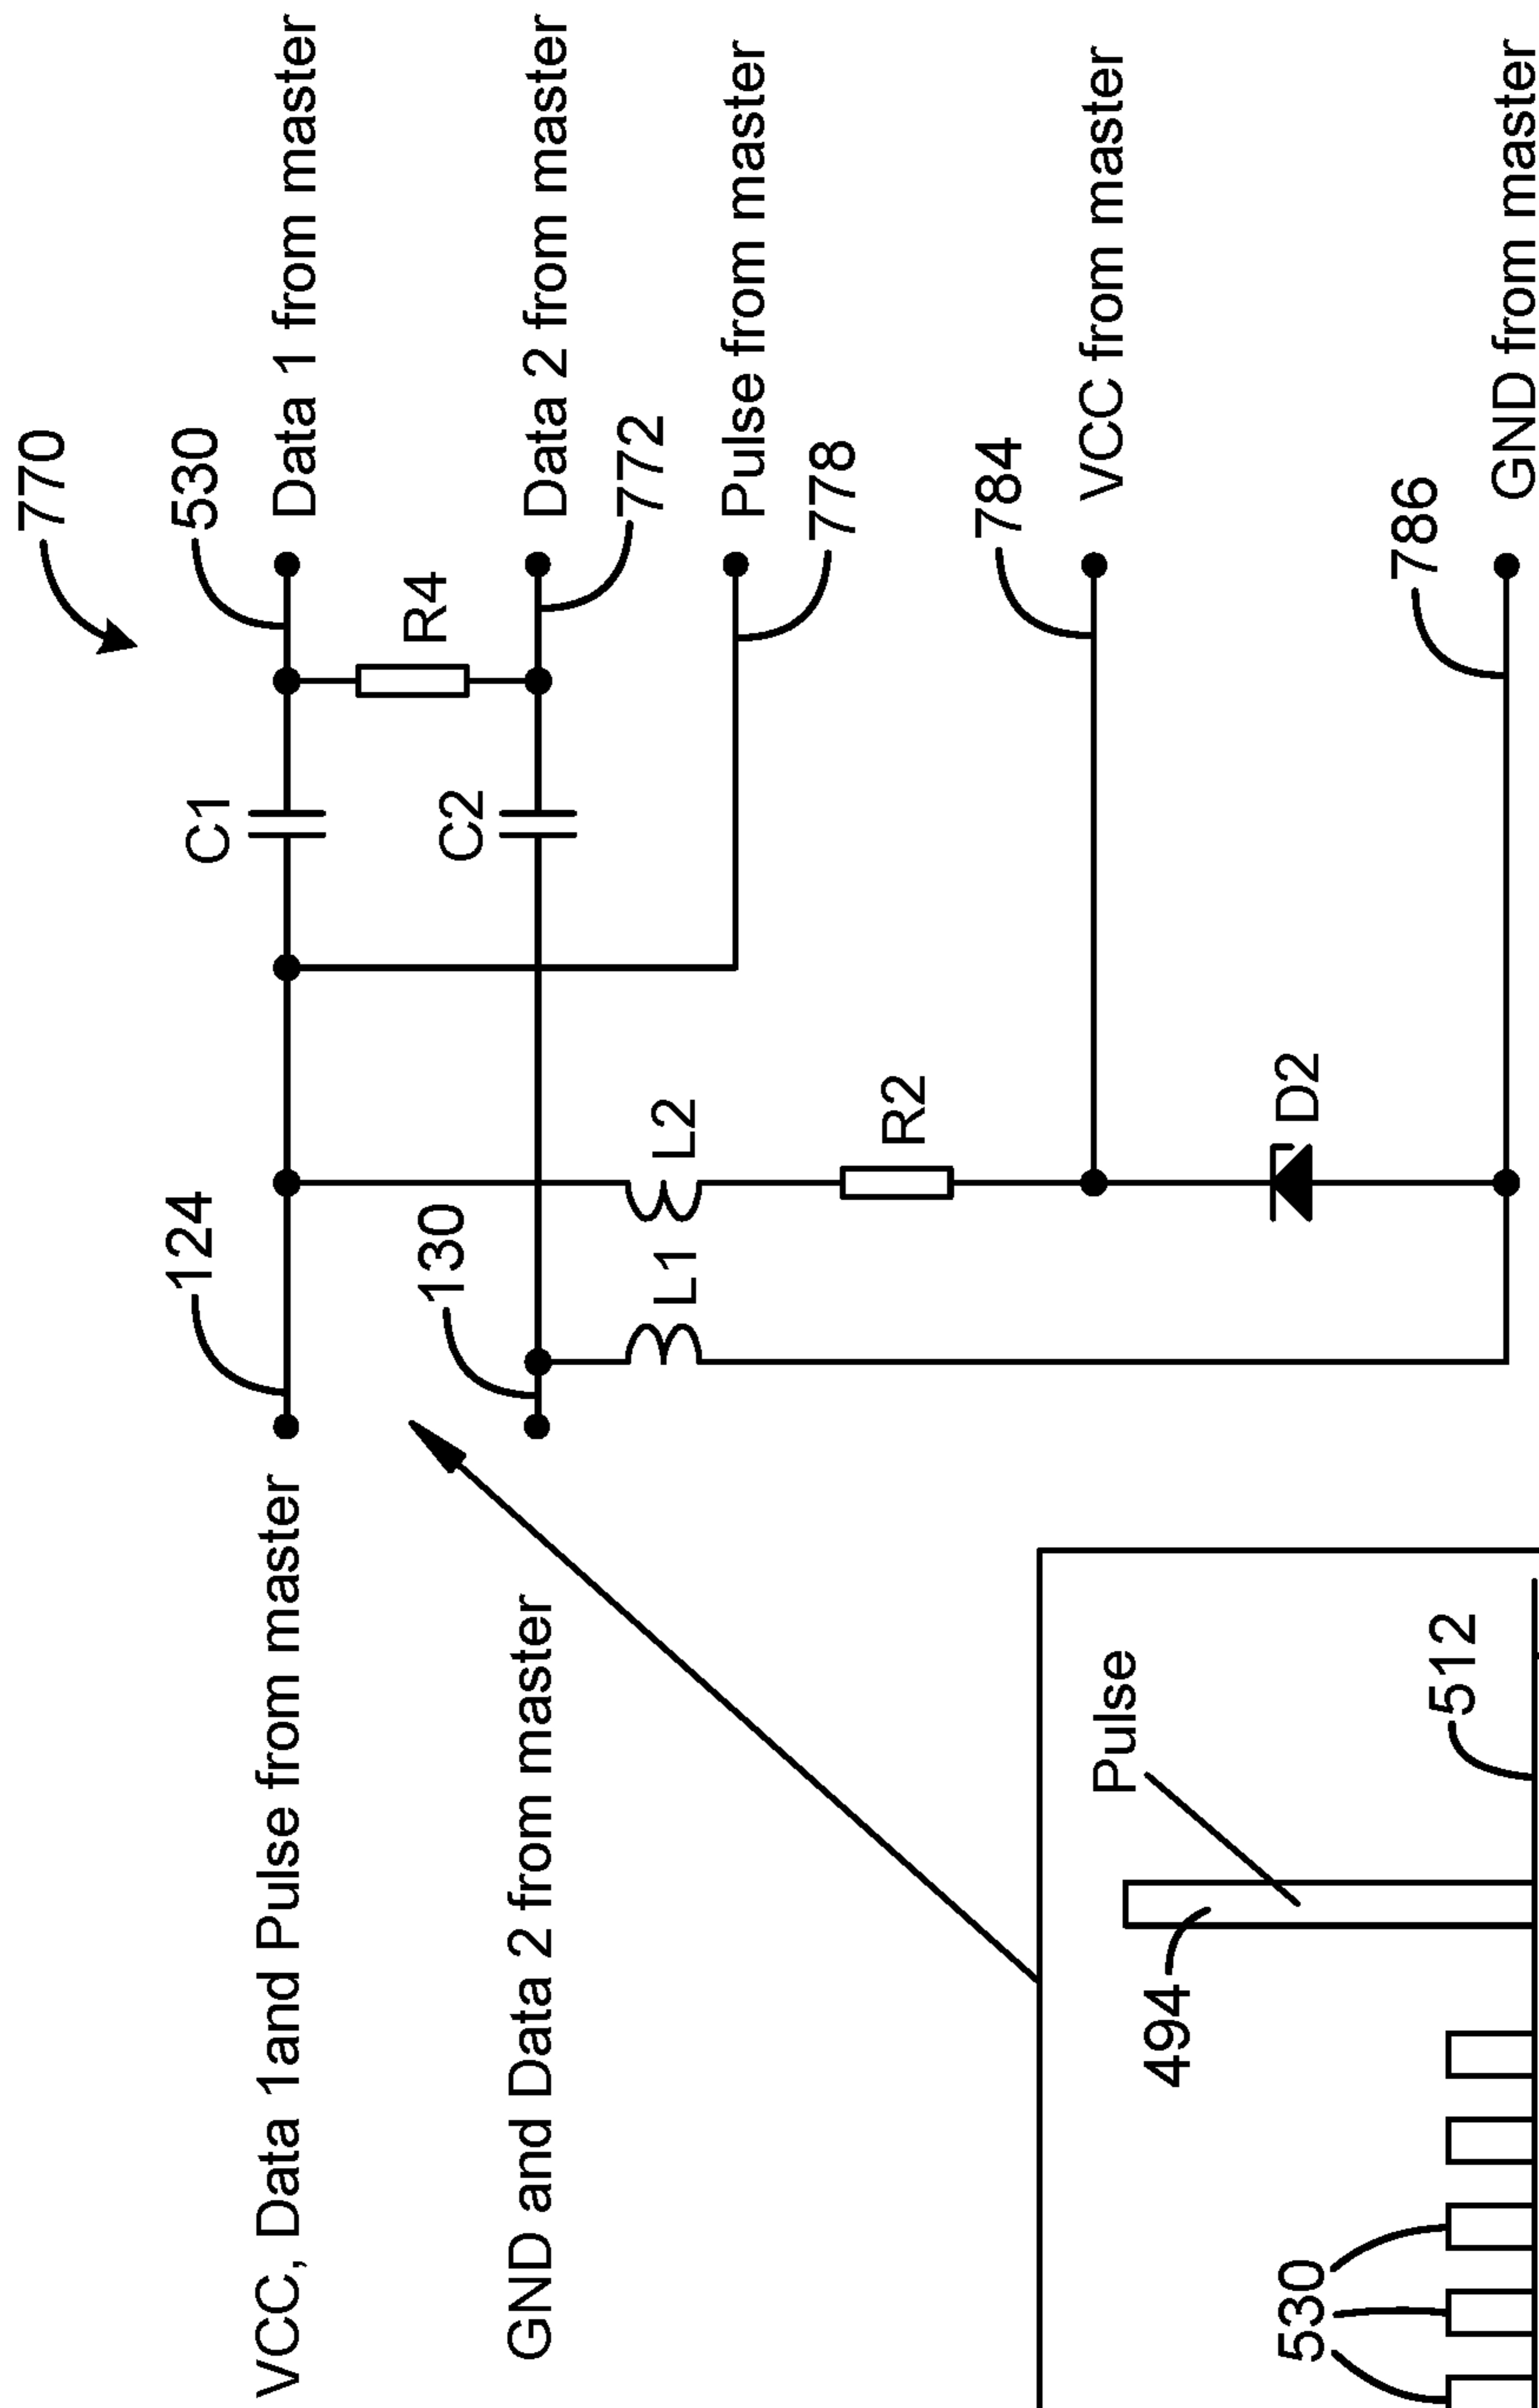 770
530
Data 1 from master
R4
C1
124
VCC, Data 1and Pulse from master
Data 2 from master
772
C2
130
GND and Data 2 from master
Pulse from master
778
L2
L1
R2
784
VCC from master
D2
786
GND from master
Pulse
494
512
530